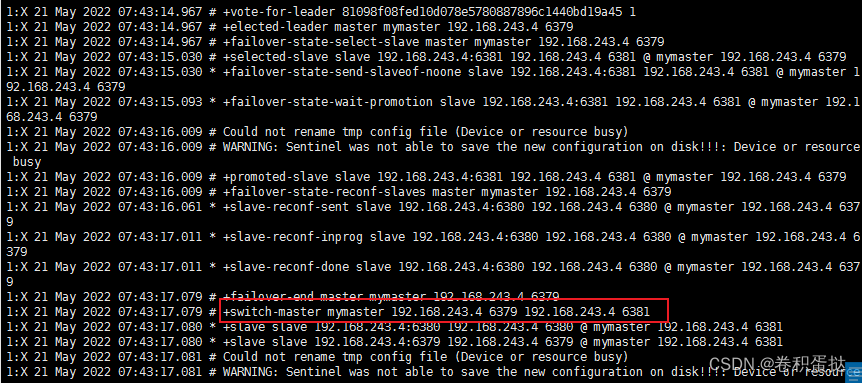 1:X 21 May 2022 07:43:14.967 # +vote-for-leader 81098f08fed10d078e5780887896c1440bd19a45 1
1:X 21 May 2022 07:43:14.967 # +elected-leader master mymaster 192.168.243.4 6379
1:X 21 May 2022 07:43:14.967 # +failover-state-select-slave master mymaster 192.168.243.4 6379
1:X 21 May 2022 07:43:15.030 # +selected-slave slave 192.168.243.4:6381 192.168.243.4 6381 @ mymaster 192.168.243.4 6379
1:X 21 May 2022 07:43:15.030 * +failover-state-send-slaveof-noone slave 192.168.243.4:6381 192.168.243.4 6381 @ mymaster 1
92.168.243.4 6379
1:X 21 May 2022 07:43:15.093 * +failover-state-wait-promotion slave 192.168.243.4:6381 192.168.243.4 6381 @ mymaster 192.1
68.243.4 6379
1:X 21 May 2022 07:43:16.009 # Could not rename tmp config file (Device or resource busy)
1:X 21 May 2022 07:43:16.009 # WARNING: Sentinel was not able to save the new configuration on disk!!!: Device or resource
 busy
1:X 21 May 2022 07:43:16.009 # +promoted-slave slave 192.168.243.4:6381 192.168.243.4 6381 @ mymaster 192.168.243.4 6379
1:X 21 May 2022 07:43:16.009 # +failover-state-reconf-slaves master mymaster 192.168.243.4 6379
1:X 21 May 2022 07:43:16.061 * +slave-reconf-sent slave 192.168.243.4:6380 192.168.243.4 6380 @ mymaster 192.168.243.4 637
9
1:X 21 May 2022 07:43:17.011 * +slave-reconf-inprog slave 192.168.243.4:6380 192.168.243.4 6380 @ mymaster 192.168.243.4 6
379
1:X 21 May 2022 07:43:17.011 * +slave-reconf-done slave 192.168.243.4:6380 192.168.243.4 6380 @ mymaster 192.168.243.4 637
9
1:X 21 May 2022 07:43:17.079 # +failover-end master mymaster 192.168.243.4 6379
1:X 21 May 2022 07:43:17.079 # +switch-master mymaster 192.168.243.4 6379 192.168.243.4 6381
1:X 21 May 2022 07:43:17.080 * +slave slave 192.168.243.4:6380 192.168.243.4 6380 @ mymaster 192.168.243.4 6381
1:X 21 May 2022 07:43:17.080 * +slave slave 192.168.243.4:6379 192.168.243.4 6379 @ mymaster 192.168.243.4 6381
1:X 21 May 2022 07:43:17.081 # Could not rename tmp config file (Device or resource busy)
1:X 21 May 2022 07:43:17.081 # WARNING: Sentinel was not able to save the new configuration on disk!!!: Device or resource
CSDN @卷积蛋挞